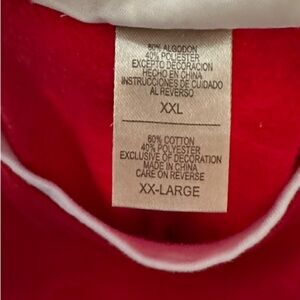 60% ALGODON
40% POLIESTER
EXCEPTO DECORACION
HECHO EN CHINA
INSTRUCCIONES DE CUIDADO
AL REVERSO
XXL
60% COTTON
40% POLYESTER
EXCLUSIVE OF DECORATION
MADE IN CHINA
CARE ON REVERSE
XX-LARGE